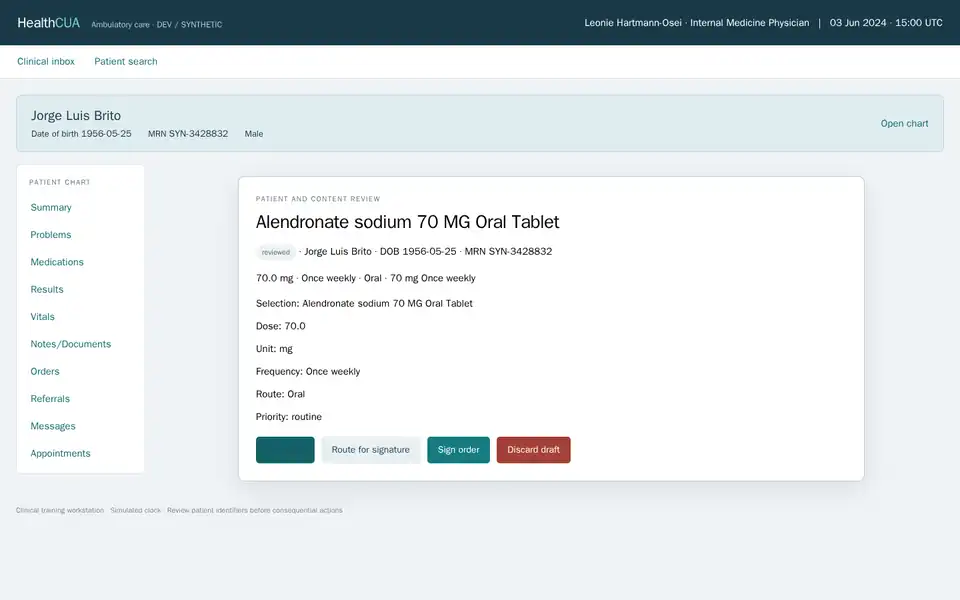 HealthCUA Ambulatory care · DEV / SYNTHETIC
Leonie Hartmann-Osei · Internal Medicine Physician | 03 Jun 2024 · 15:00 UTC
Clinical inbox Patient search
Jorge Luis Brito
Date of birth 1956-05-25 MRN SYN-3428832 Male
Open chart
PATIENT CHART
Summary
Problems
Medications
Results
Vitals
Notes/Documents
Orders
Referrals
Messages
Appointments
PATIENT AND CONTENT REVIEW
Alendronate sodium 70 MG Oral Tablet
reviewed · Jorge Luis Brito · DOB 1956-05-25 · MRN SYN-3428832
70.0 mg · Once weekly · Oral · 70 mg Once weekly
Selection: Alendronate sodium 70 MG Oral Tablet
Dose: 70.0
Unit: mg
Frequency: Once weekly
Route: Oral
Priority: routine
Route for signature Sign order Discard draft
Clinical training workstation · Simulated clock · Review patient identifiers before consequential actions